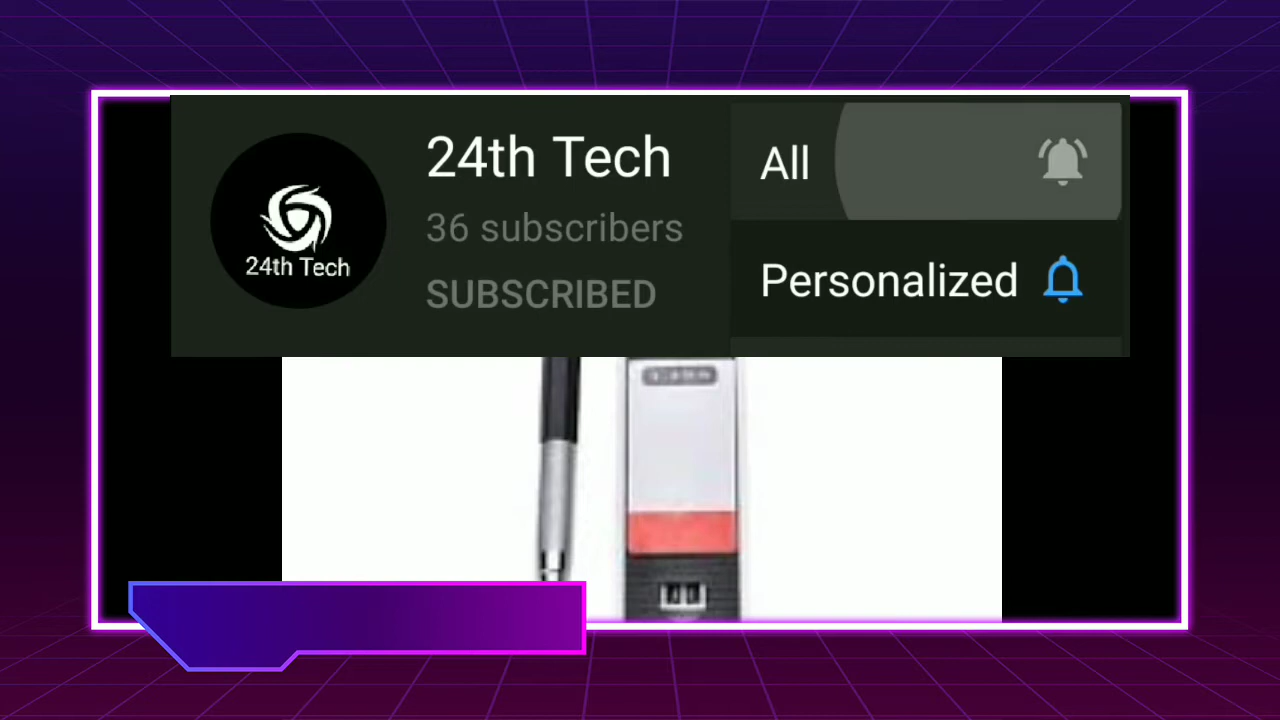 24th Tech
36 subscribers
SUBSCRIBED
All
Personalized
24th Tech